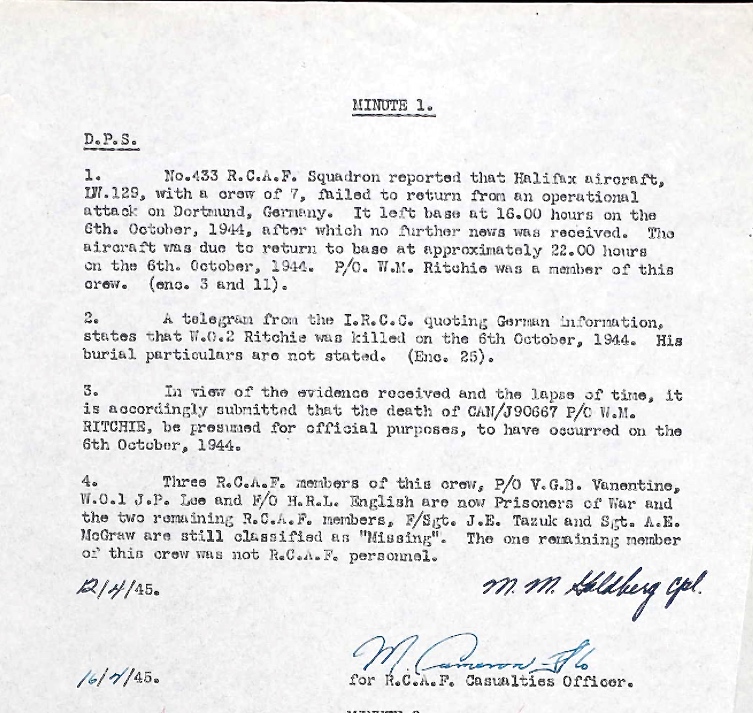 MINUTE 1.
D.P.S.
1. No.433 R.C.A.F. Squadron reported that Halifax aircraft,
LW.129, with a crew of 7, failed to return from an operational
attack on Dortmund, Germany. It left base at 16.00 hours on the
6th. October, 1944, after which no further news was received. The
aircraft was due to return to base at approximately 22.00 hours
on the 6th. October, 1944. P/O. W.M. Ritchie was a member of this
crew. (enc. 3 and 11).
2. A telegram from the I.R.C.C. quoting German information,
states that W.O.2 Ritchie was killed on the 6th October, 1944. His
burial particulars are not stated. (Enc. 25).
3. In view of the evidence received and the lapse of time, it
is accordingly submitted that the death of CAN/J90667 P/O W.M.
RITCHIE, be presumed for official purposes, to have occurred on the
6th October, 1944.
4. Three R.C.A.F. members of this crew, P/O V.G.B. Vanentine,
W.O.1 J.P. Lee and F/O H.R.L. English are now Prisoners of War and
the two remaining R.C.A.F. members, F/Sgt. J.E. Tazuk and Sgt. A.E.
McGraw are still classified as "Missing". The one remaining member
of this crew was not R.C.A.F. personnel.
12/4/45. M. M. Goldberg Cpl.
M. Cameron F/O
16/4/45. for R.C.A.F. Casualties Officer.